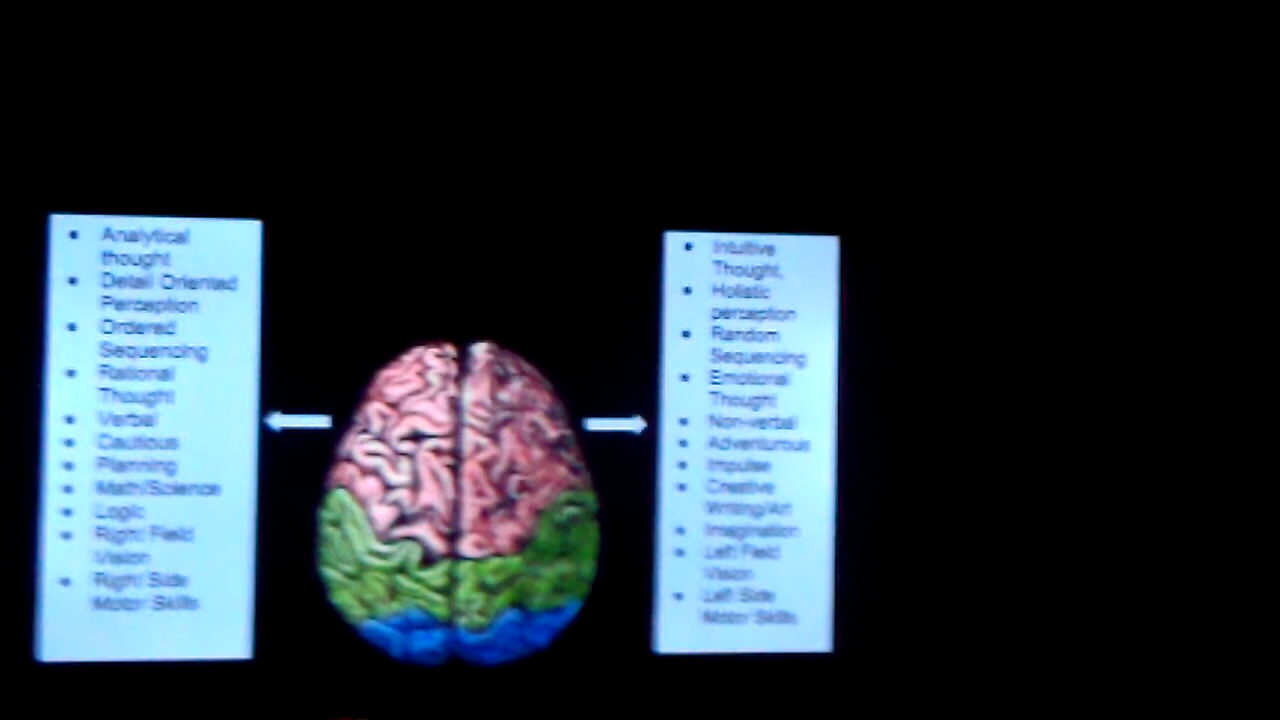 Analytical
thought
Detail Oriented
Perception
Ordered
Sequencing
Rational
Thought
Verbal
Cautious
Planning
Math/Science
Logic
Right Field
Vision
Right Side
Motor Skills
Intuitive
Thought,
Holistic
perception
Random
Sequencing
Emotional
Thought
Non-verbal
Adventurous
Impulse
Creative
Writing/Art
Imagination
Left Field
Vision
Left Side
Motor Skills